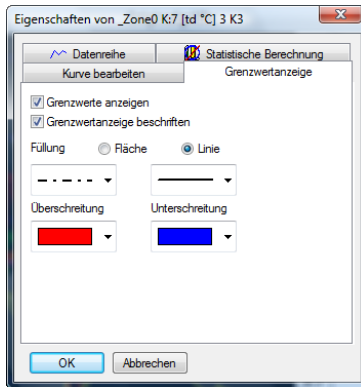 Eigenschaften von _Zone0 K:7 [td °C] 3 K3
Datenreihe
Statistische Berechnung
Kurve bearbeiten
Grenzwertanzeige
Grenzwerte anzeigen
Grenzwertanzeige beschriften
Füllung Fläche Linie
Überschreitung Unterschreitung
OK Abbrechen